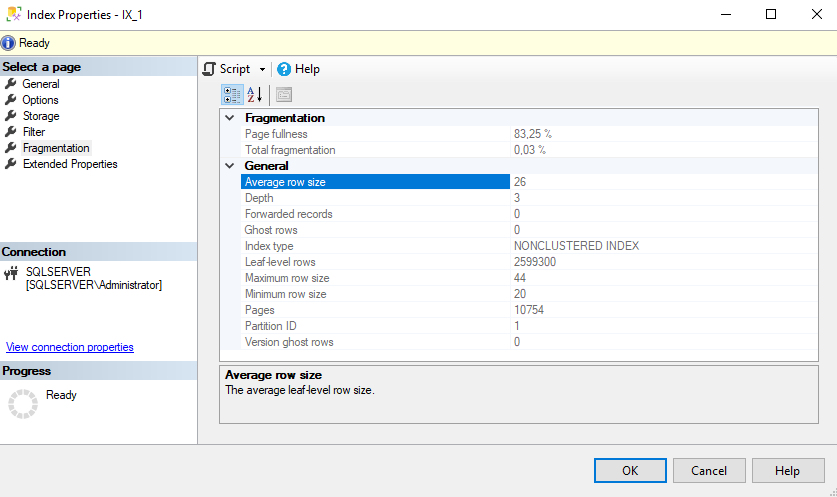 Index Properties - IX_1
Ready
Select a page
General
Options
Storage
Filter
Fragmentation
Extended Properties
Connection
SQLSERVER
[SQLSERVER\Administrator]
View connection properties
Progress
Ready
Script
Help
A
Z
Fragmentation
Page fullness 83,25 %
Total fragmentation 0,03 %
General
Average row size 26
Depth 3
Forwarded records 0
Ghost rows 0
Index type NONCLUSTERED INDEX
Leaf-level rows 2599300
Maximum row size 44
Minimum row size 20
Pages 10754
Partition ID 1
Version ghost rows 0
Average row size
The average leaf-level row size.
OK Cancel Help